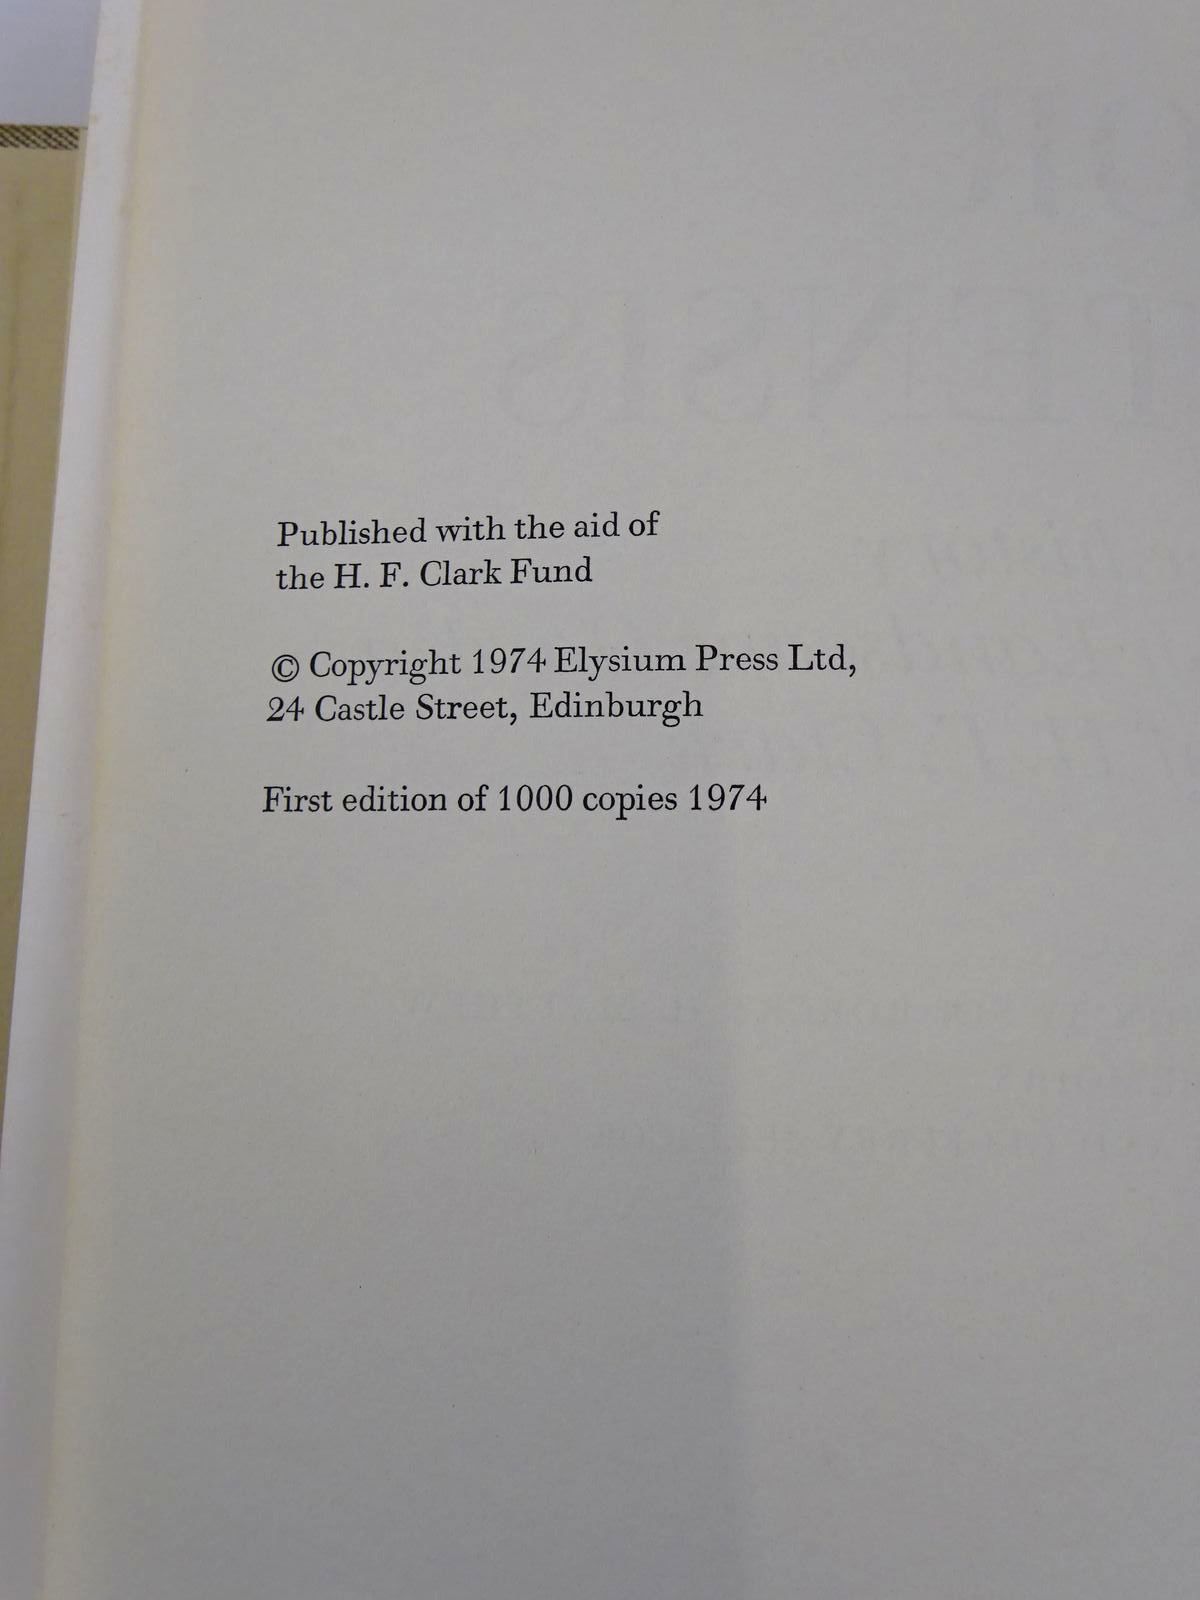 Published with the aid of
the H. F. Clark Fund
© Copyright 1974 Elysium Press Ltd,
24 Castle Street, Edinburgh
First edition of 1000 copies 1974